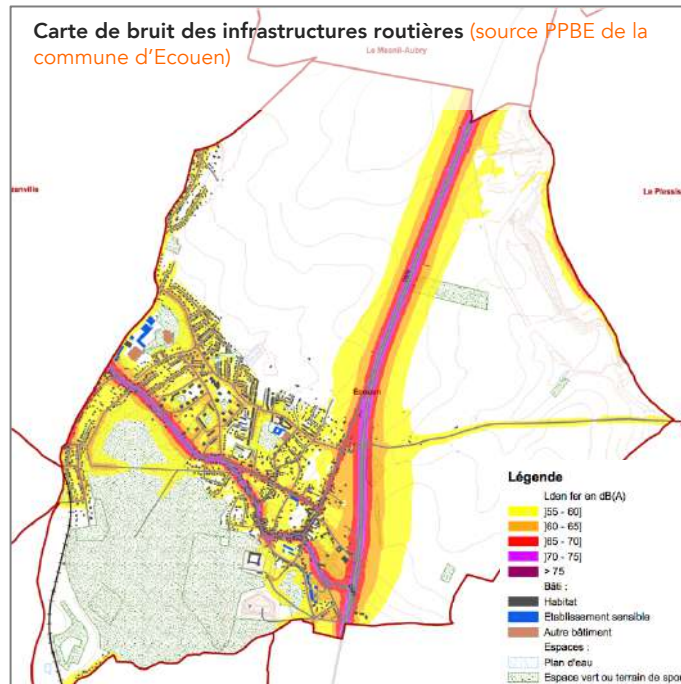 Carte de bruit des infrastructures routières (source PPBE de la
commune d'Ecouen)
Le Mesnil-Aubry
zanville
Le Plessis
Ecouen
Légende
Lden fer en dB(A)
]55 - 60]
]60 - 65]
]65 - 70]
]70 - 75]
> 75
Bâti :
Habitat
Etablissement sensible
Autre bâtiment
Espaces :
Plan d'eau
Espace vert ou terrain de spor